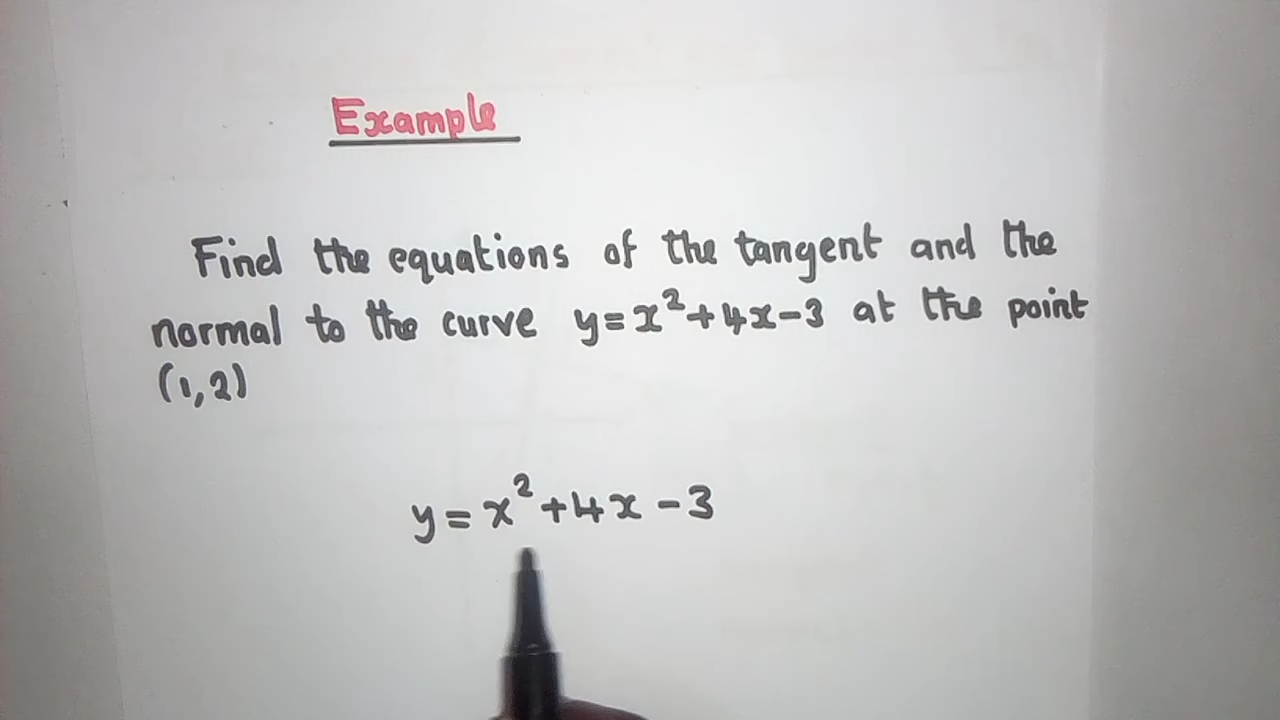 Example
Find the equations of the tangent and the
normal to the curve y=x²+4x-3 at the point
(1,2)
y=x²+4x-3